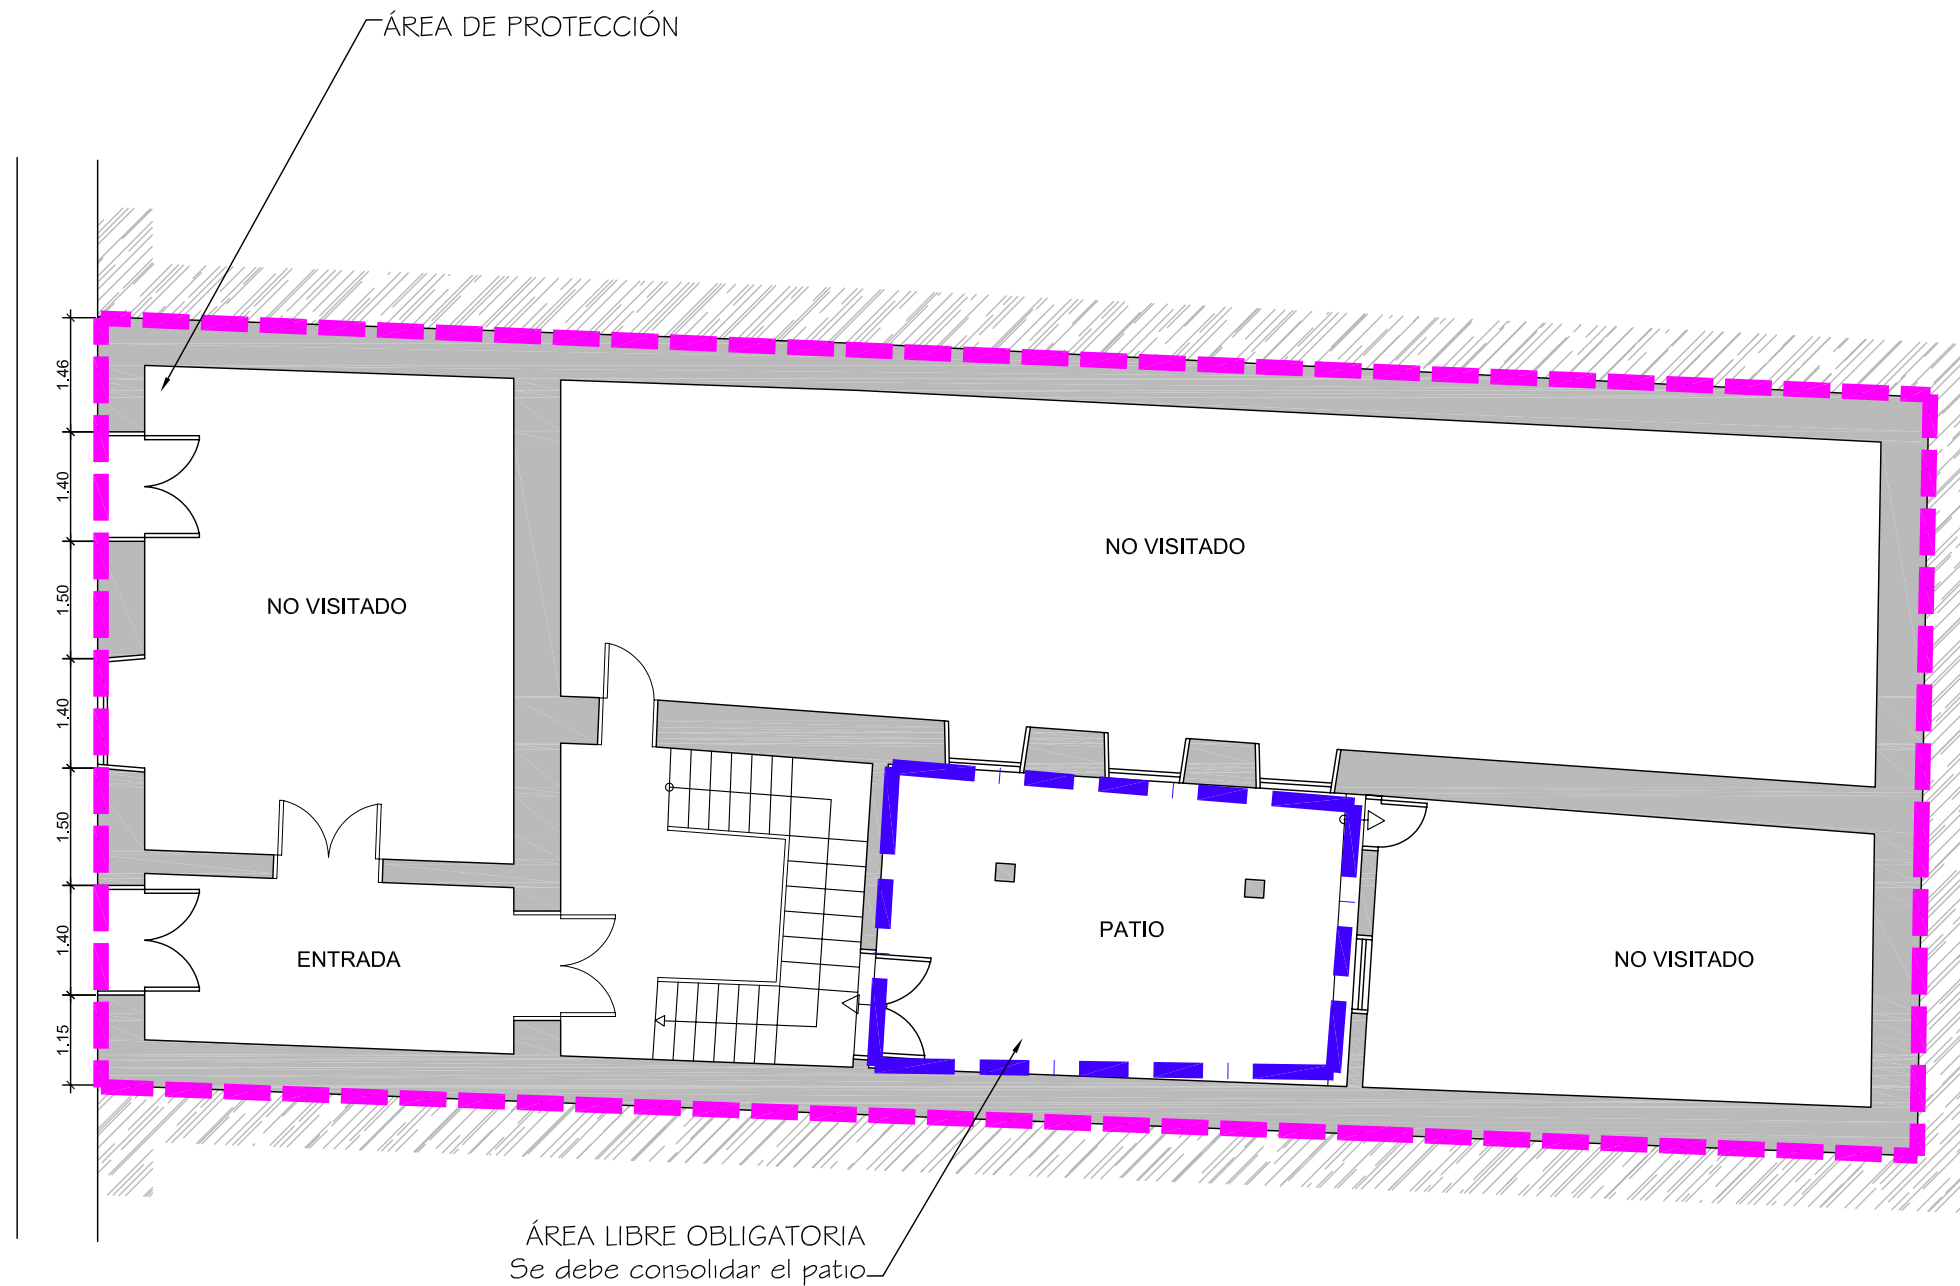 ÁREA DE PROTECCIÓN
1.46
1.40
1.50
1.40
1.50
1.40
1.15
NO VISITADO
NO VISITADO
ENTRADA
PATIO
NO VISITADO
ÁREA LIBRE OBLIGATORIA
Se debe consolidar el patio